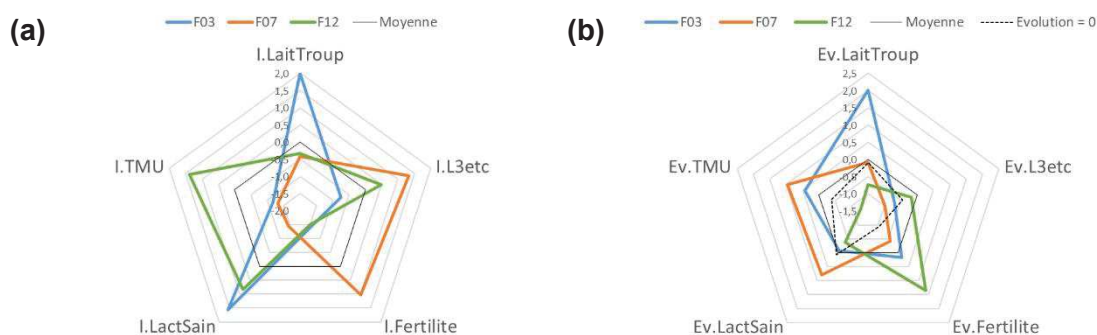 (a)
F03 F07 F12 Moyenne
I.LaitTroup
2,0
1,5
1,0
0,5
0,0
-0,5
-1,0
-1,5
-2,0
I.TMU
I.L3etc
I.LactSain
I.Fertilite
(b)
F03 F07 F12 Moyenne Evolution = 0
Ev.LaitTroup
2,5
2,0
1,5
1,0
0,5
0,0
-0,5
-1,0
-1,5
Ev.TMU
Ev.L3etc
Ev.LactSain
Ev.Fertilite